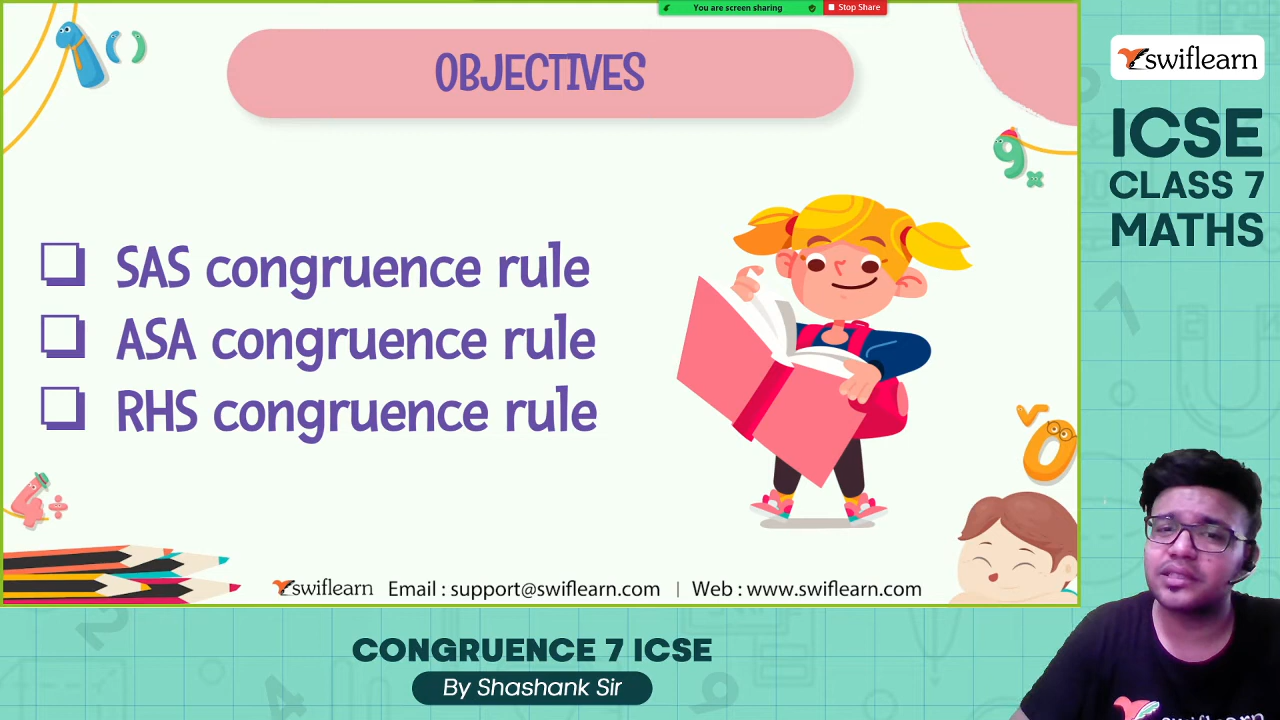 You are screen sharing
Stop Share
OBJECTIVES
swiflearn
ICSE
CLASS 7
MATHS
SAS congruence rule
ASA congruence rule
RHS congruence rule
swiflearn Email : support@swiflearn.com | Web : www.swiflearn.com
CONGRUENCE 7 ICSE
By Shashank Sir
swiflearn